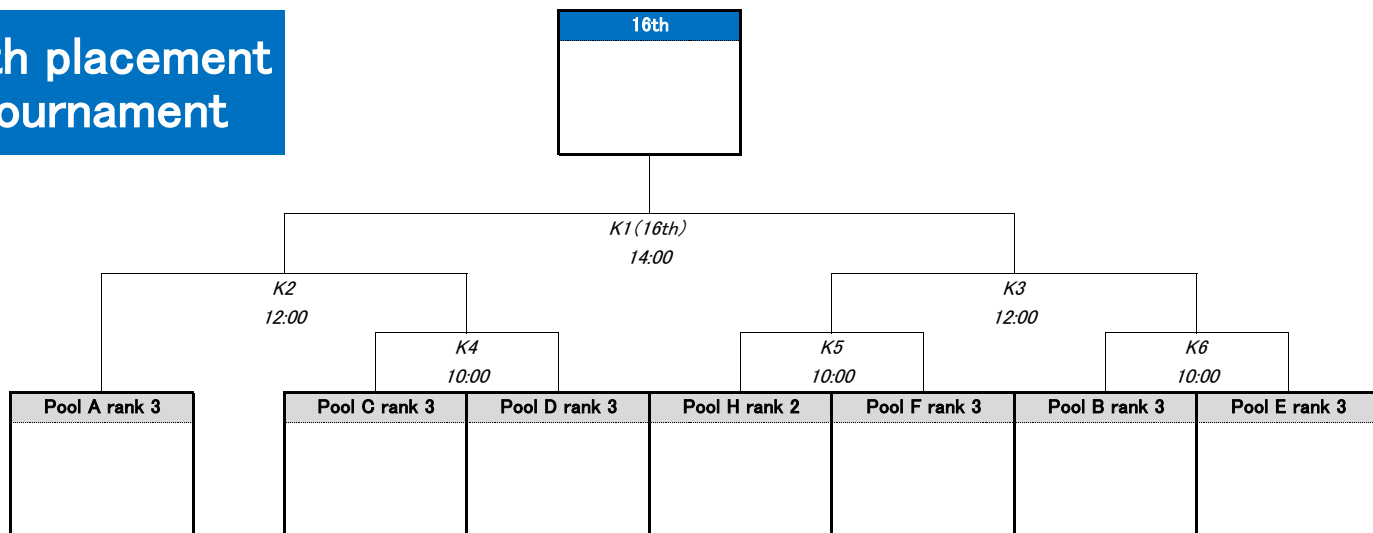 placement
16th
K1(16th)
14:00
K2
12:00
K3
12:00
K4
10:00
K5
10:00
K6
10:00
Pool A rank 3
Pool C rank 3
Pool D rank 3
Pool H rank 2
Pool F rank 3
Pool B rank 3
Pool E rank 3